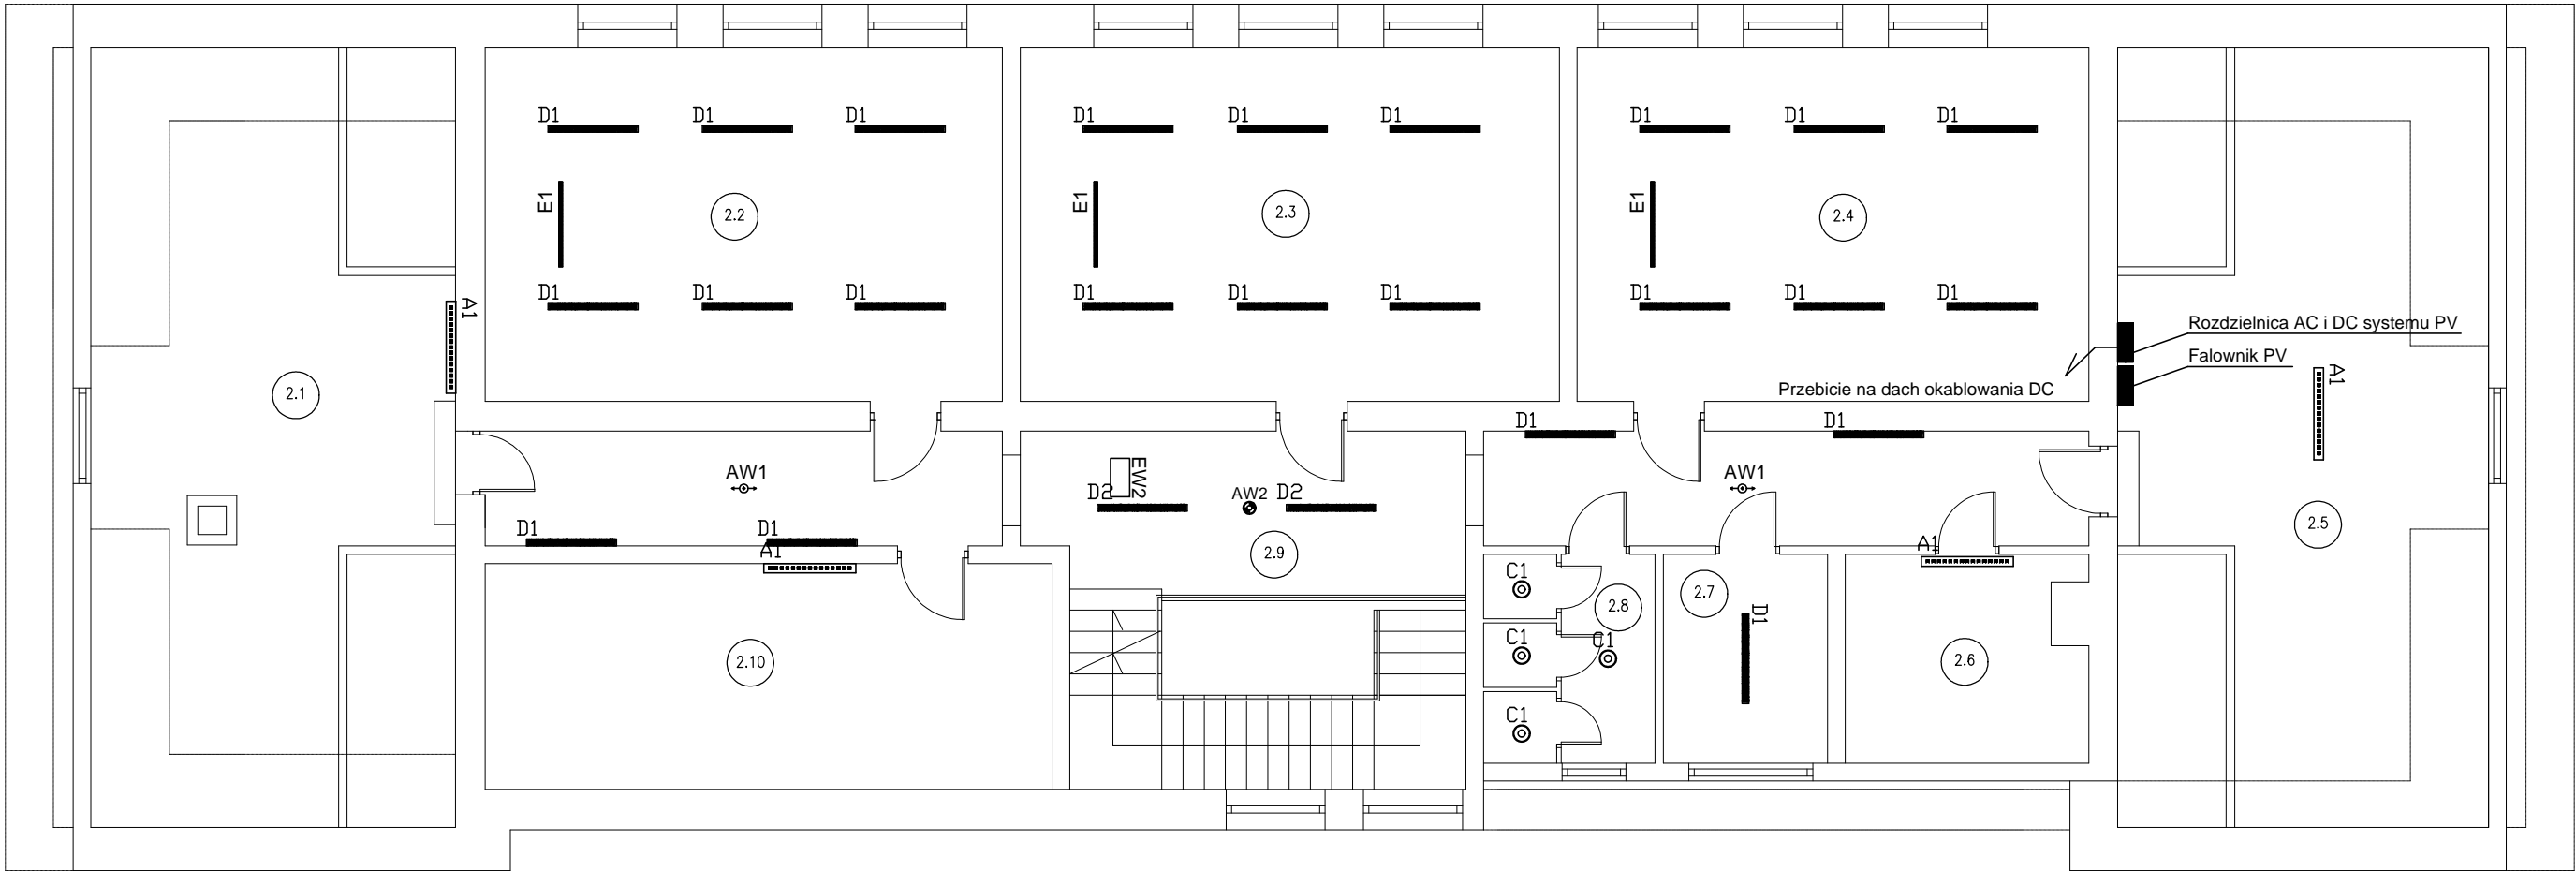 D1 D1 D1 D1 D1 D1 D1 D1 D1
E1 E1 E1
2.2 2.3 2.4
D1 D1 D1 D1 D1 D1 D1 D1 D1
A1
Rozdzielnica AC i DC systemu PV
Falownik PV
Przebicie na dach okablowania DC
A1
2.1
D1 D1
AW1 EW2 AW1
D2 AW2 D2
2.5
D1 D1
A1 A1
2.9
C1
2.7
2.8
D1
C1 C1
2.10 2.6
C1